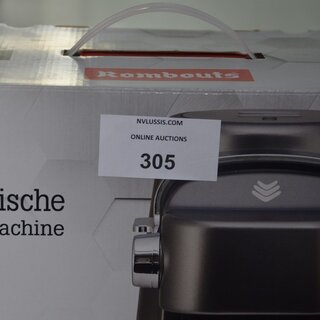 Rombouts
NVLUSSIS.COM
ONLINE AUCTIONS
305
ische
achine